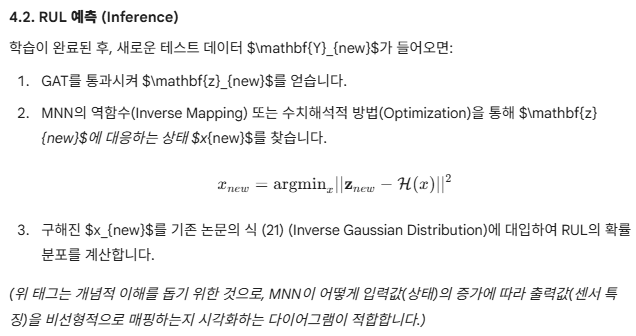 4.2. RUL 예측 (Inference)
학습이 완료된 후, 새로운 테스트 데이터 $\mathbf{Y}_{new}$가 들어오면:
1. GAT를 통과시켜 $\mathbf{z}_{new}$를 얻습니다.
2. MNN의 역함수(Inverse Mapping) 또는 수치해석적 방법(Optimization)을 통해 $\mathbf{z}
{new}$에 대응하는 상태 $x{new}$를 찾습니다.
x_{new} = argmin_x ||z_{new} − ℋ(x)||²
3. 구해진 $x_{new}$를 기존 논문의 식 (21) (Inverse Gaussian Distribution)에 대입하여 RUL의 확률
분포를 계산합니다.
(위 태그는 개념적 이해를 돕기 위한 것으로, MNN이 어떻게 입력값(상태)의 증가에 따라 출력값(센서 특
징)을 비선형적으로 매핑하는지 시각화하는 다이어그램이 적합합니다.)